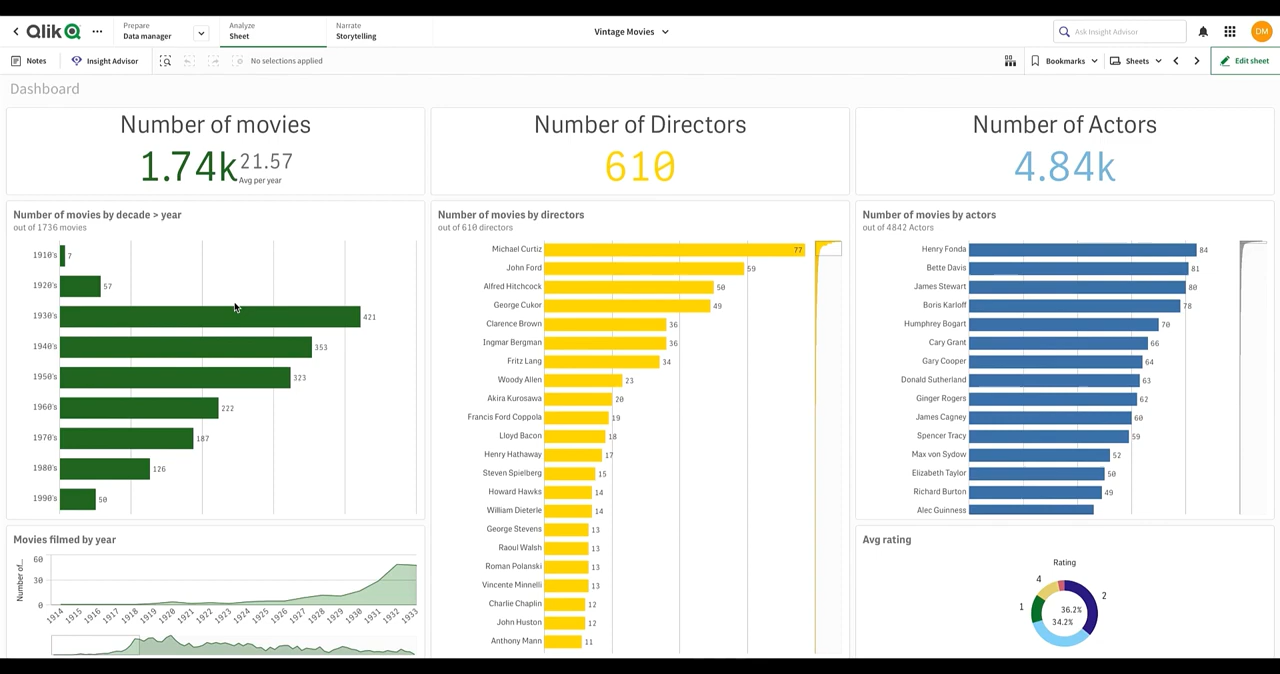 Qlik
Prepare
Data manager
Analyze
Sheet
Narrate
Storytelling
Vintage Movies
Ask Insight Advisor
DM
Notes
Insight Advisor
No selections applied
Bookmarks
Sheets
Edit sheet
Dashboard
Number of movies
1.74k 21.57
Avg per year
Number of Directors
610
Number of Actors
4.84k
Number of movies by decade > year
out of 1736 movies
1910's 7
1920's 57
1930's 421
1940's 353
1950's 323
1960's 222
1970's 187
1980's 126
1990's 50
Movies filmed by year
Number of...
60
30
0
1914 1915 1916 1917 1918 1919 1920 1921 1922 1923 1924 1925 1926 1927 1928 1929 1930 1931 1932 1933
Number of movies by directors
out of 610 directors
Michael Curtiz 77
John Ford 59
Alfred Hitchcock 50
George Cukor 49
Clarence Brown 36
Ingmar Bergman 36
Fritz Lang 34
Woody Allen 23
Akira Kurosawa 20
Francis Ford Coppola 19
Lloyd Bacon 18
Henry Hathaway 17
Steven Spielberg 15
Howard Hawks 14
William Dieterle 14
George Stevens 13
Raoul Walsh 13
Roman Polanski 13
Vincente Minnelli 13
Charlie Chaplin 12
John Huston 12
Anthony Mann 11
Number of movies by actors
out of 4842 Actors
Henry Fonda 84
Bette Davis 81
James Stewart 80
Boris Karloff 78
Humphrey Bogart 70
Cary Grant 66
Gary Cooper 64
Donald Sutherland 63
Ginger Rogers 62
James Cagney 60
Spencer Tracy 59
Max von Sydow 52
Elizabeth Taylor 50
Richard Burton 49
Alec Guinness
Avg rating
Rating
4
2
1
36.2%
34.2%